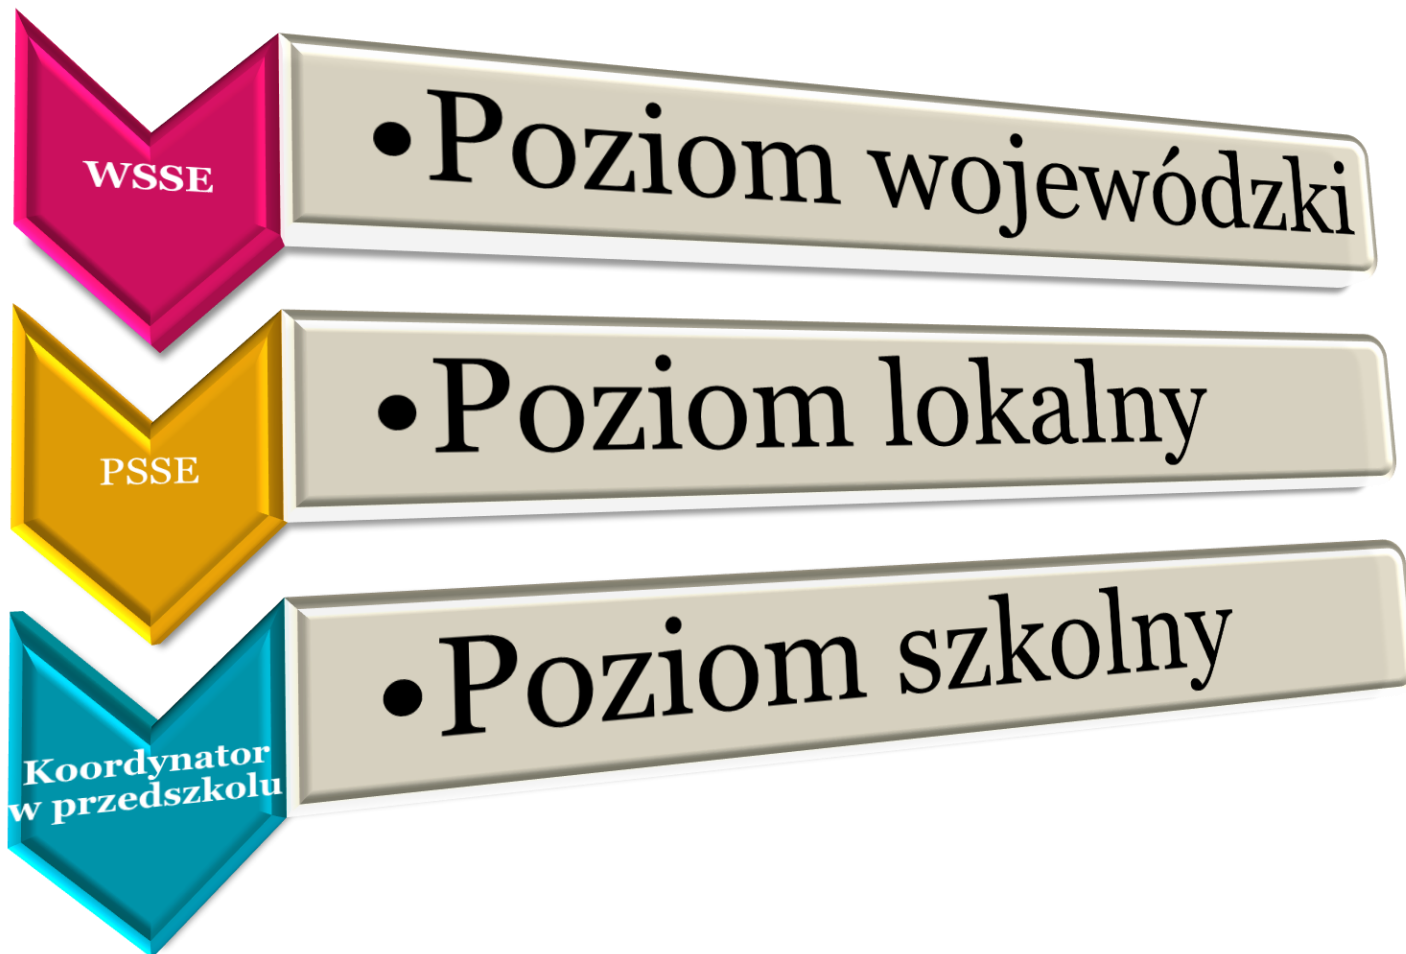 WSSE
•Poziom wojewódzki
PSSE
•Poziom lokalny
Koordynator
w przedszkolu
•Poziom szkolny